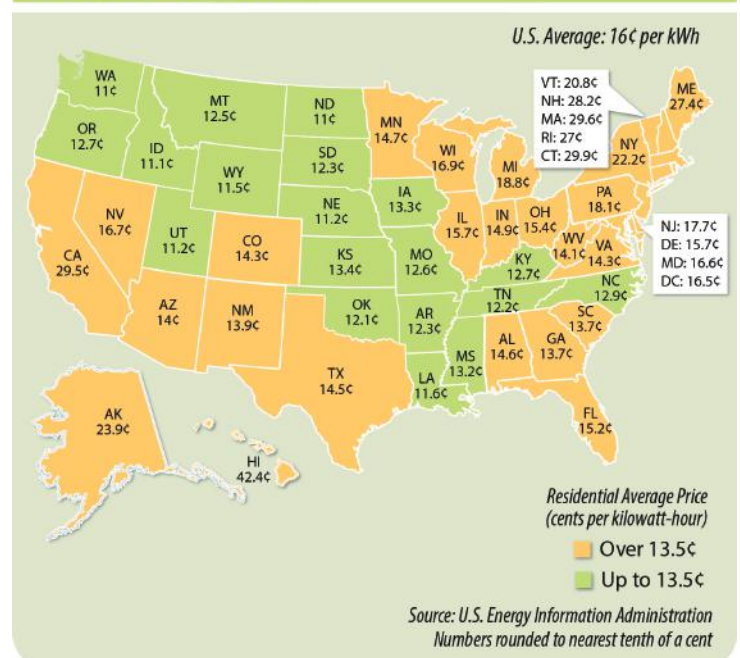 U.S. Average: 16¢ per kWh
WA
11¢
OR
12.7¢
ID
11.1¢
MT
12.5¢
ND
11¢
MN
14.7¢
SD
12.3¢
WY
11.5¢
NE
11.2¢
WI
16.9¢
MI
18.8¢
VT: 20.8¢
NH: 28.2¢
MA: 29.6¢
RI: 27¢
CT: 29.9¢
ME
27.4¢
NY
22.2¢
PA
18.1¢
NJ: 17.7¢
DE: 15.7¢
MD: 16.6¢
DC: 16.5¢
CA
29.5¢
NV
16.7¢
UT
11.2¢
CO
14.3¢
KS
13.4¢
IA
13.3¢
MO
12.6¢
IL
15.7¢
IN
14.9¢
OH
15.4¢
WV
14.1¢
VA
14.3¢
KY
12.7¢
NC
12.9¢
TN
12.2¢
SC
13.7¢
AZ
14¢
NM
13.9¢
OK
12.1¢
AR
12.3¢
TX
14.5¢
LA
11.6¢
MS
13.2¢
AL
14.6¢
GA
13.7¢
FL
15.2¢
AK
23.9¢
HI
42.4¢
Residential Average Price
(cents per kilowatt-hour)
Over 13.5¢
Up to 13.5¢
Source: U.S. Energy Information Administration
Numbers rounded to nearest tenth of a cent